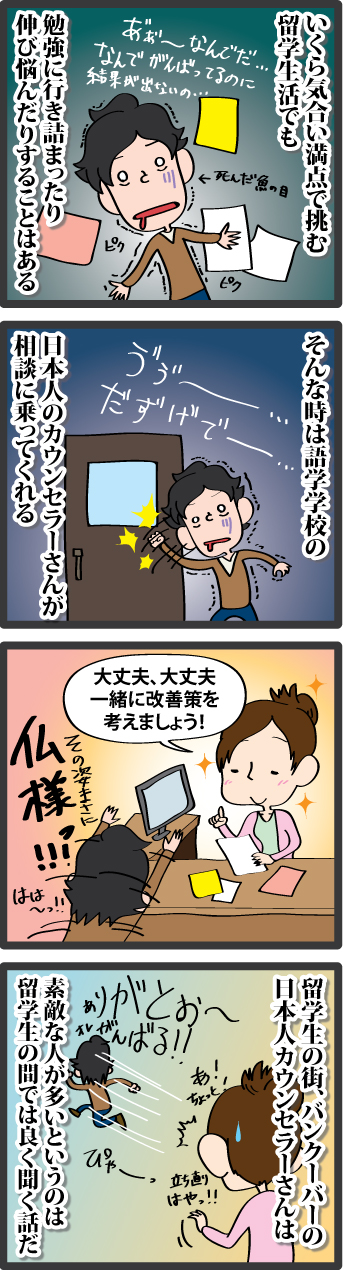 いくら気合い満点で挑む
留学生活でも
あ゛あ゛〜なんでだ…
なんでがんばってるのに
結果が出ないの…
←死んだ魚の目
ピク
ピク
勉強に行き詰まったり
伸び悩んだりすることはある
そんな時は語学学校の
ゔゔ〜…
だずげでー…
日本人のカウンセラーさんが
相談に乗ってくれる
大丈夫、大丈夫
一緒に改善策を
考えましょう!
その姿まさに
仏様っ!!!
はは〜っ!!
留学生の街、バンクーバーの
日本人カウンセラーさんは
ありがとお〜
オレがんばる!!
あ!
ちょっと!
ぴゃーっ
立ち直り
はやっ!!
素敵な人が多いというのは
留学生の間では良く聞く話だ